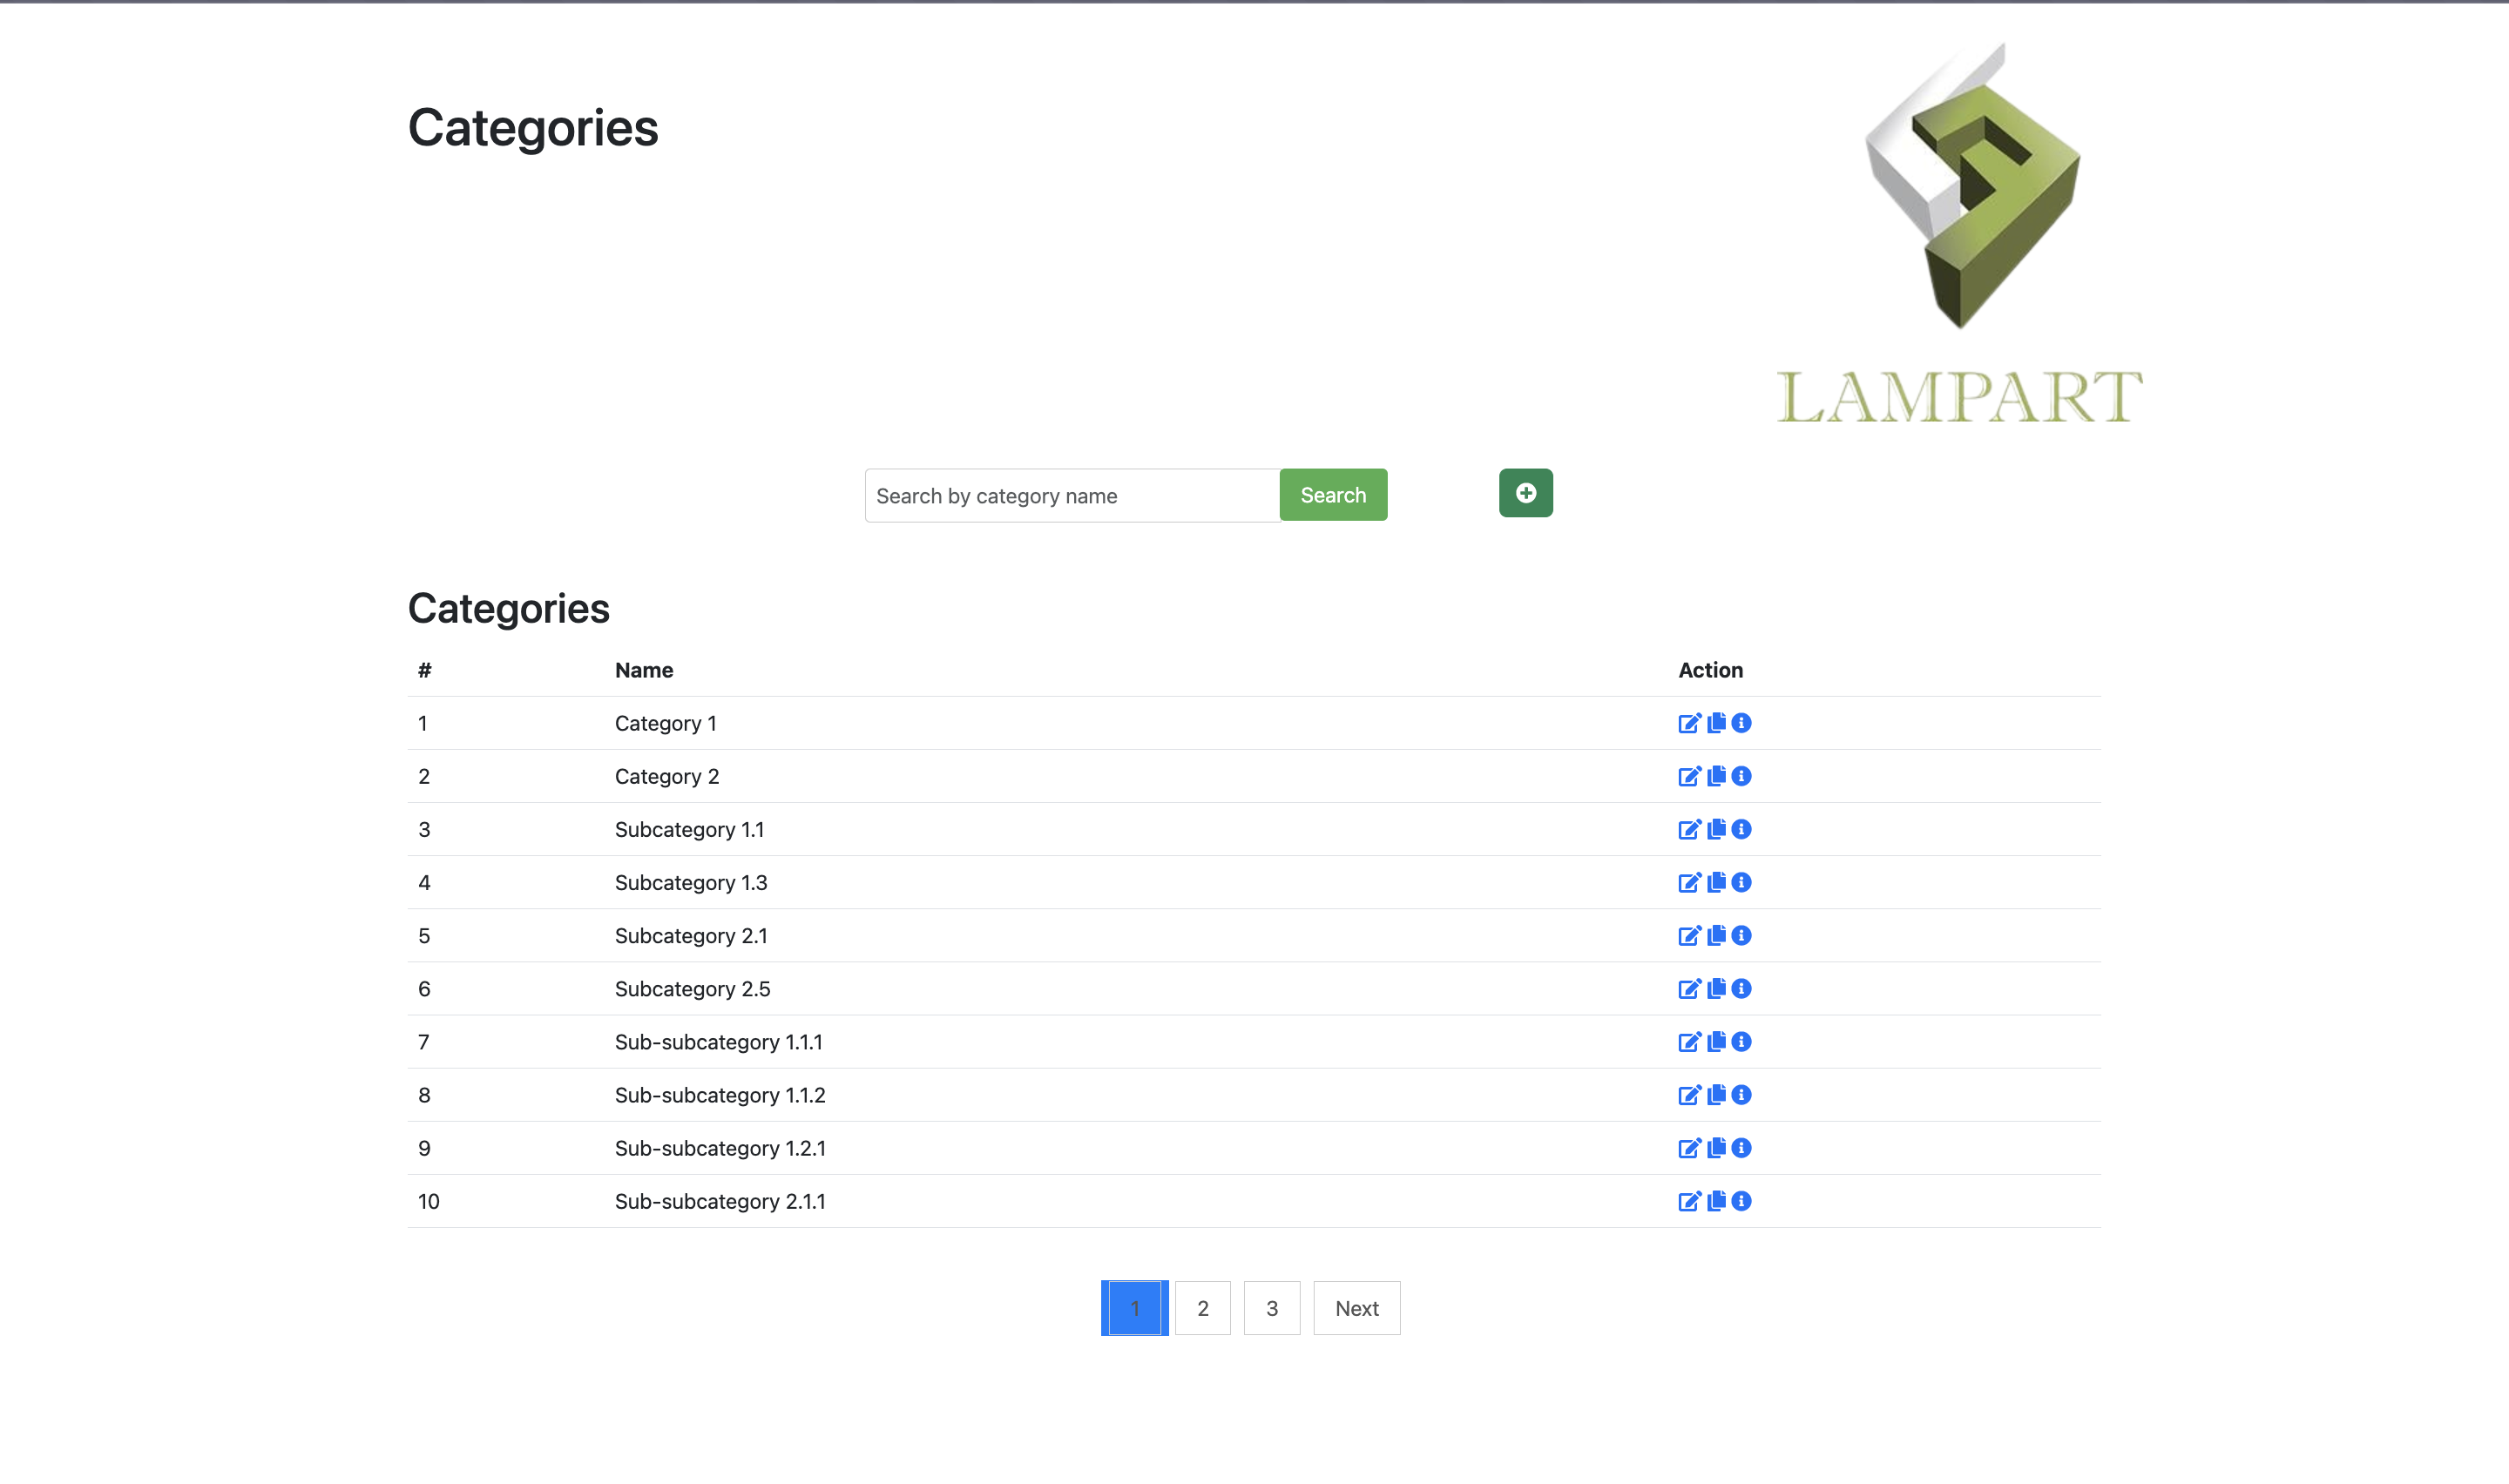 Categories
LAMPART
Search by category name
Search
Categories
# Name Action
1 Category 1
2 Category 2
3 Subcategory 1.1
4 Subcategory 1.3
5 Subcategory 2.1
6 Subcategory 2.5
7 Sub-subcategory 1.1.1
8 Sub-subcategory 1.1.2
9 Sub-subcategory 1.2.1
10 Sub-subcategory 2.1.1
1 2 3 Next